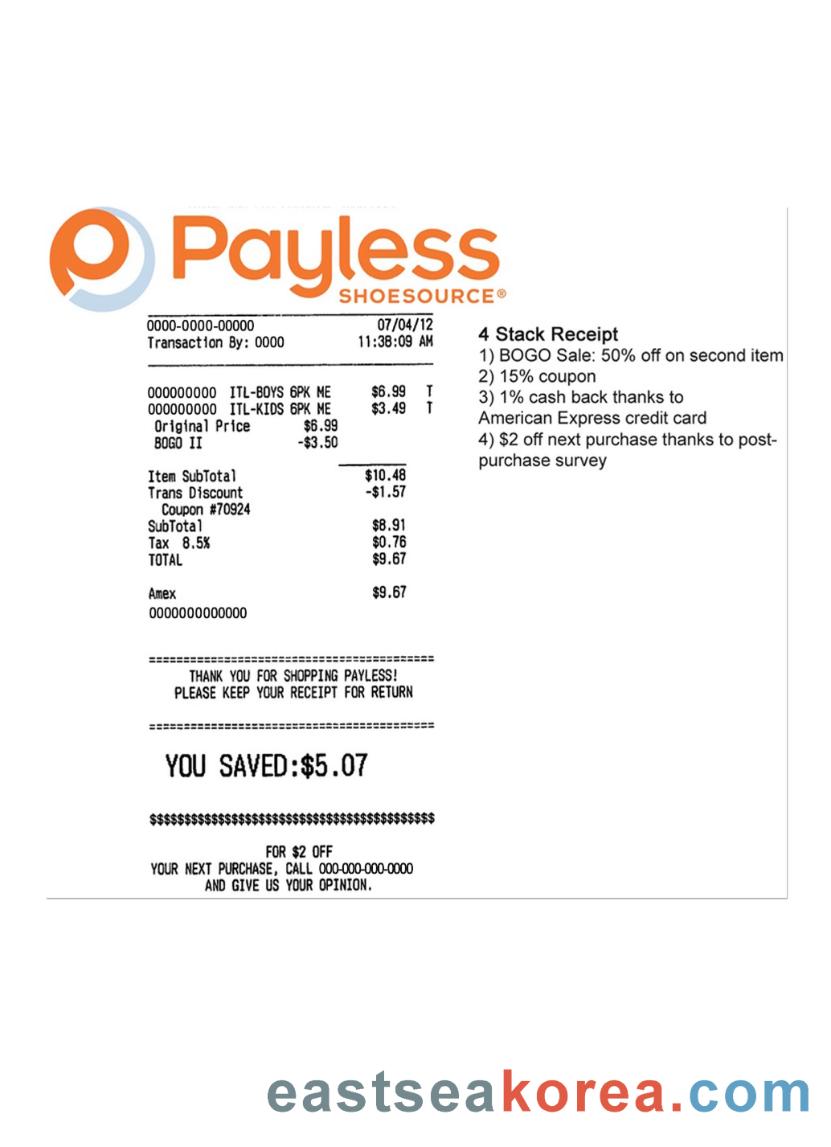 Payless
SHOESOURCE®
0000-0000-00000 07/04/12
Transaction By: 0000 11:38:09 AM
000000000 ITL-BOYS 6PK ME $6.99 T
000000000 ITL-KIDS 6PK ME $3.49 T
Original Price $6.99
BOGO II -$3.50
Item SubTotal $10.48
Trans Discount -$1.57
Coupon #70924
SubTotal $8.91
Tax 8.5% $0.76
TOTAL $9.67
Amex $9.67
0000000000000
=========================================
THANK YOU FOR SHOPPING PAYLESS!
PLEASE KEEP YOUR RECEIPT FOR RETURN
=========================================
YOU SAVED:$5.07
$$$$$$$$$$$$$$$$$$$$$$$$$$$$$$$$$$$$$$$$$
FOR $2 OFF
YOUR NEXT PURCHASE, CALL 000-000-000-0000
AND GIVE US YOUR OPINION.
4 Stack Receipt
1) BOGO Sale: 50% off on second item
2) 15% coupon
3) 1% cash back thanks to
American Express credit card
4) $2 off next purchase thanks to post-
purchase survey
eastseakorea.com